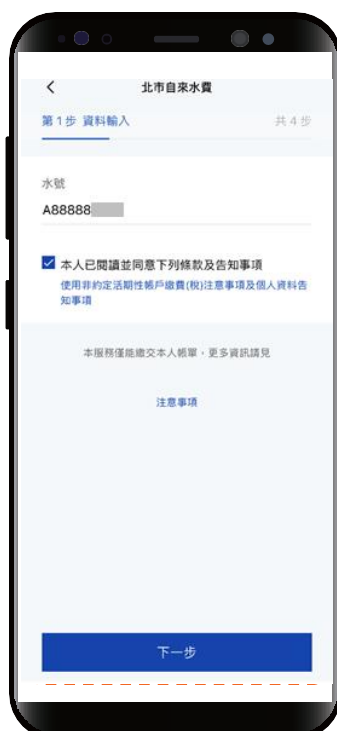 北市自來水費
第1步 資料輸入 共4步
水號
A88888
本人已閱讀並同意下列條款及告知事項
使用非約定活期性帳戶繳費(稅)注意事項及個人資料告
知事項
本服務僅能繳交本人帳單，更多資訊請見
注意事項
下一步